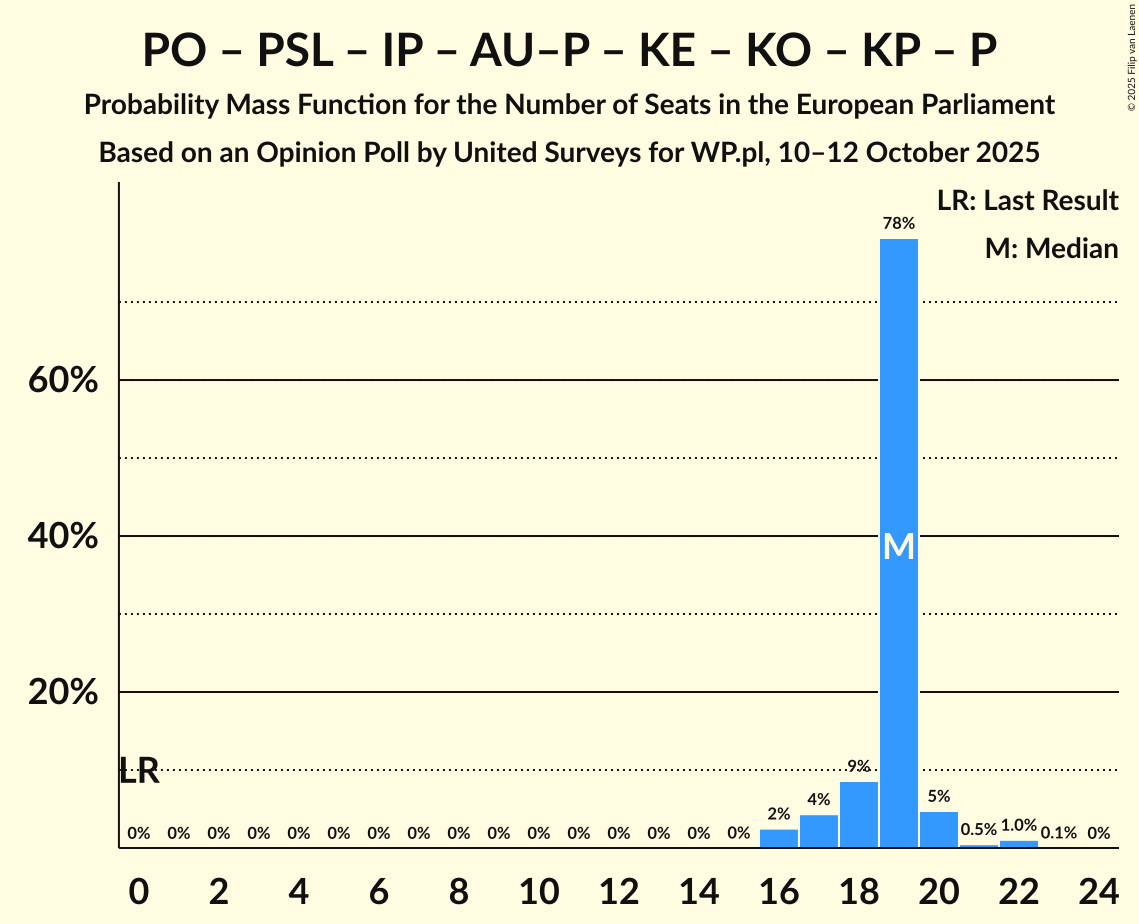 PO – PSL – IP – AU–P – KE – KO – KP – P
Probability Mass Function for the Number of Seats in the European Parliament
Based on an Opinion Poll by United Surveys for WP.pl, 10–12 October 2025
© 2025 Filip van Laenen
LR: Last Result
M: Median
78%
60%
40%
M
20%
LR
9%
5%
4%
2%
0% 0% 0% 0% 0% 0% 0% 0% 0% 0% 0% 0% 0% 0% 0% 0% 0.5% 1.0% 0.1% 0%
0 2 4 6 8 10 12 14 16 18 20 22 24